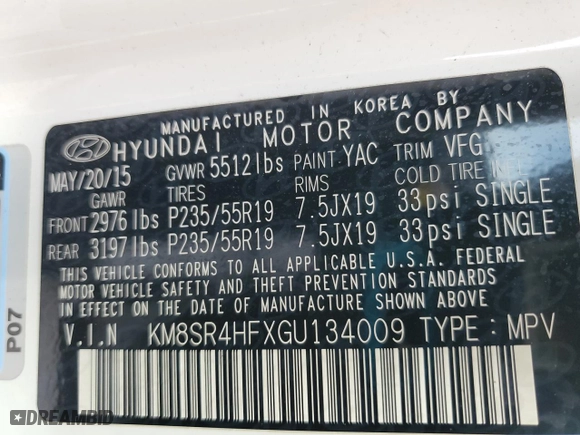 MANUFACTURED IN KOREA BY
HYUNDAI MOTOR COMPANY
MAY/20/15 GVWR 5512lbs PAINT YAC TRIM VFG
GAWR TIRES RIMS COLD TIRE
FRONT 2976lbs P235/55R19 7.5JX19 33psi SINGLE
REAR 3197lbs P235/55R19 7.5JX19 33psi SINGLE
THIS VEHICLE CONFORMS TO ALL APPLICABLE U.S.A. FEDERAL
MOTOR VEHICLE SAFETY AND THEFT PREVENTION STANDARDS
IN EFFECT ON THE DATE OF MANUFACTURE SHOWN ABOVE.
V.I.N KM8SR4HFXGU134009 TYPE : MPV
P07
DREAMBID